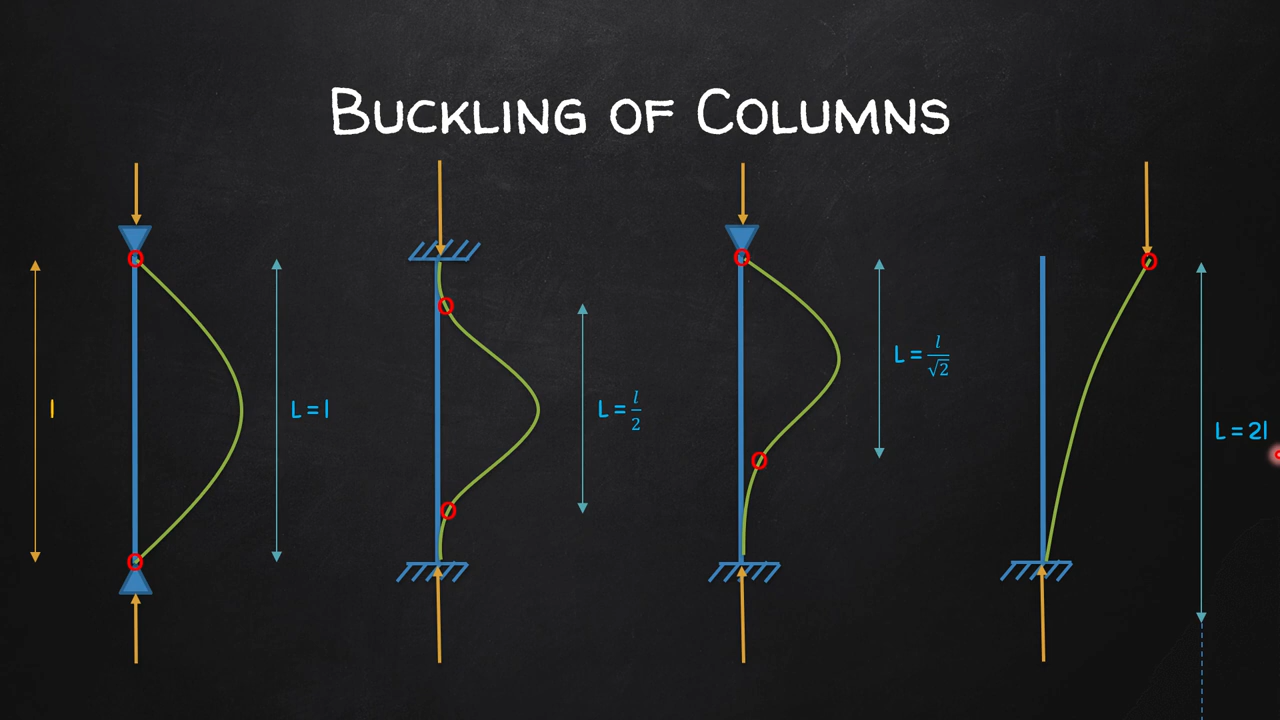 Buckling of Columns
l
L = l
L = l/2
L = l/√2
L = 2l